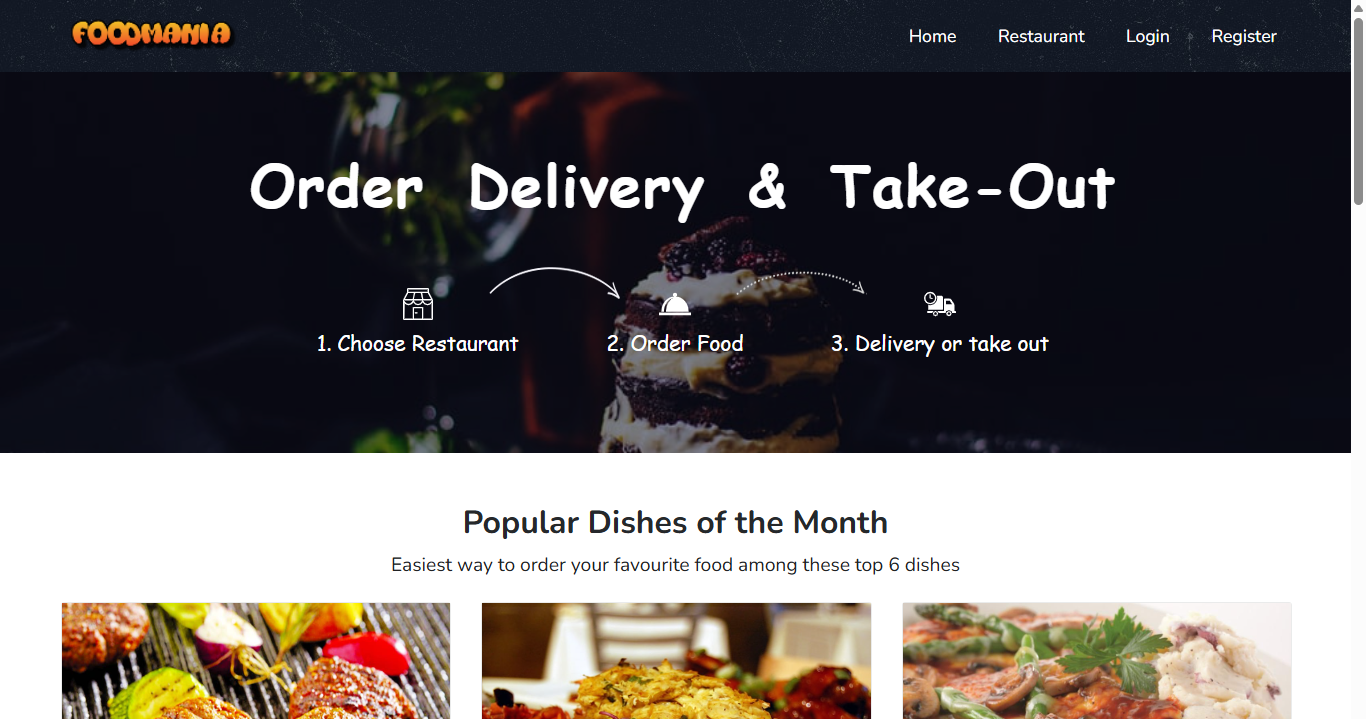 FOODMANIA
Home Restaurant Login Register
Order Delivery & Take-Out
1. Choose Restaurant 2. Order Food 3. Delivery or take out
Popular Dishes of the Month
Easiest way to order your favourite food among these top 6 dishes